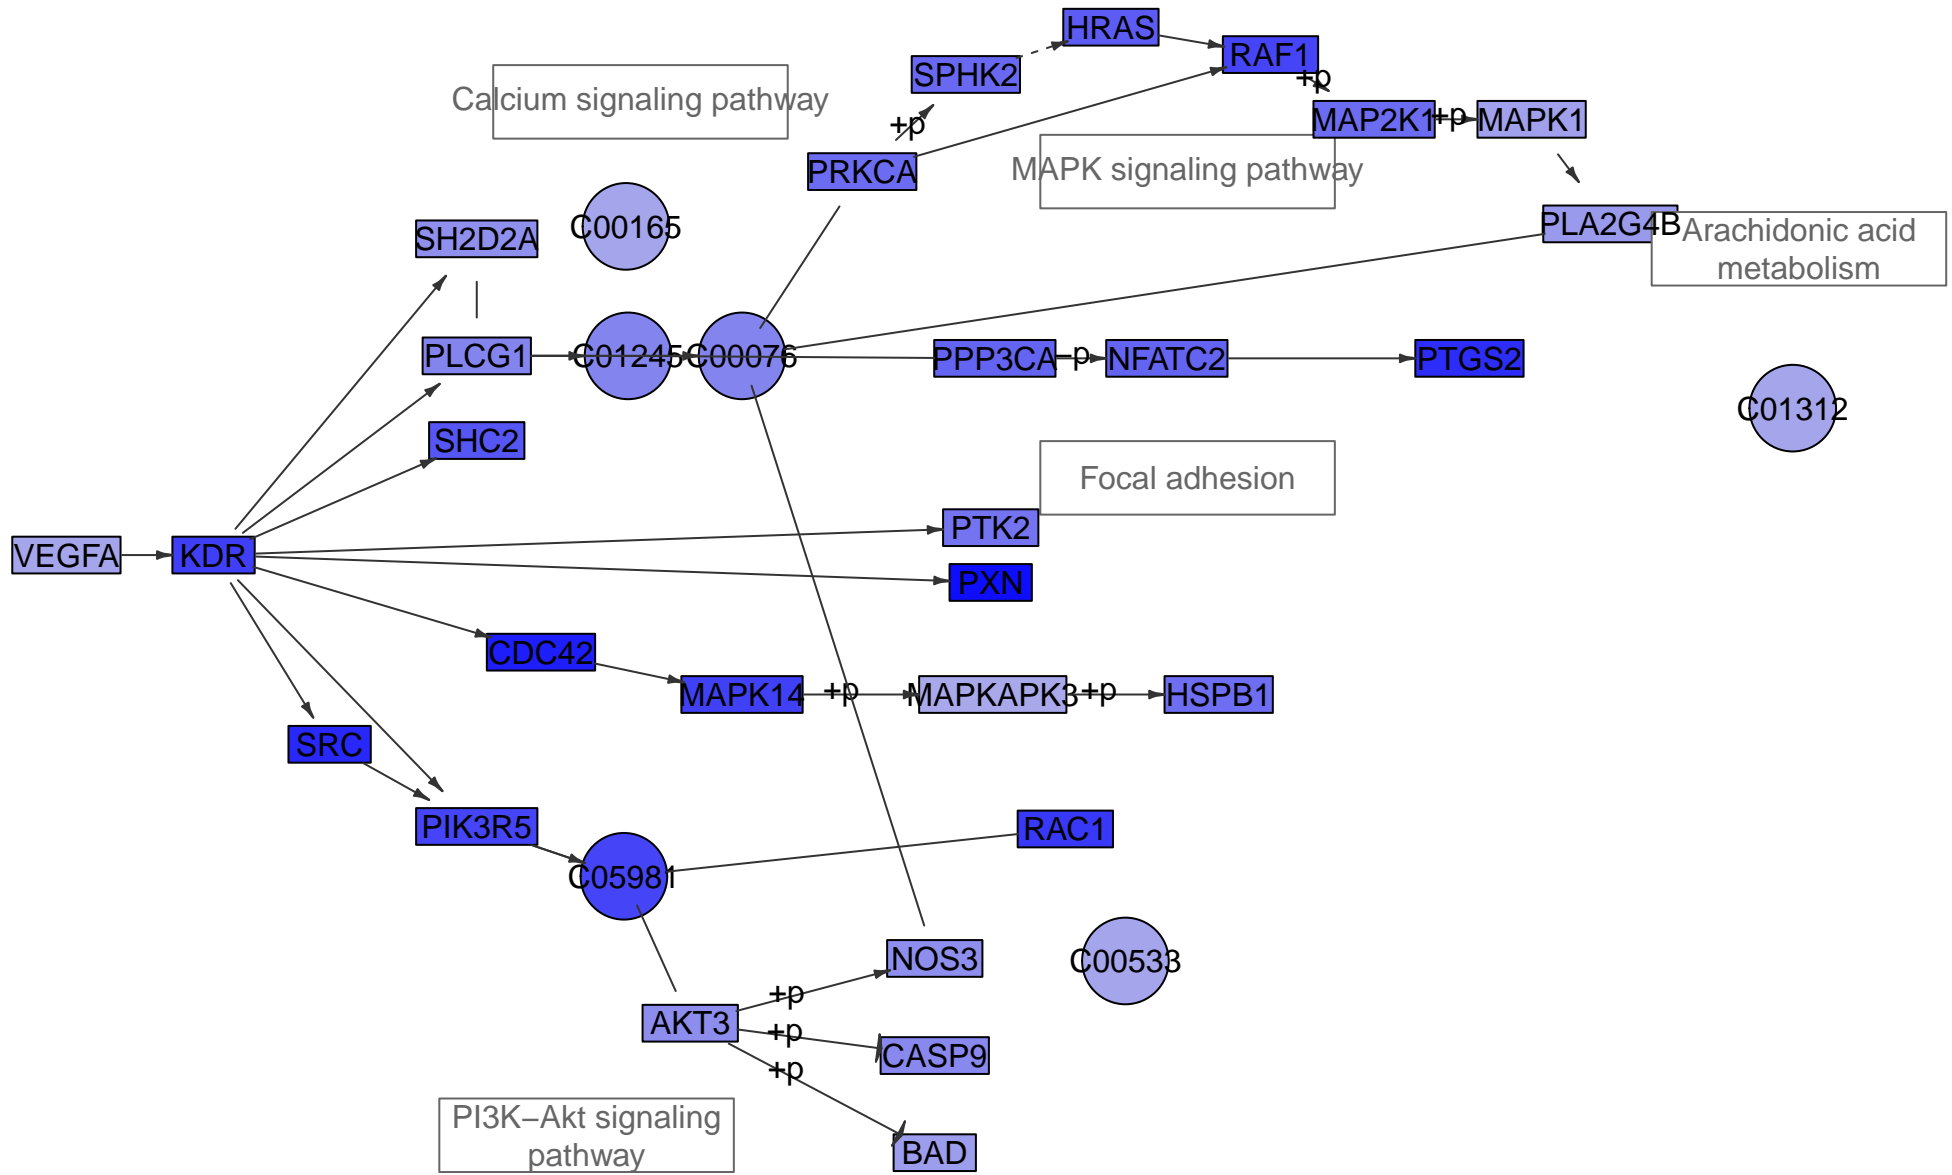 HRAS
RAF1
SPHK2
+p
Calcium signaling pathway
MAP2K1
+p
MAPK1
+p
PRKCA
MAPK signaling pathway
C00165
SH2D2A
PLA2G4B
Arachidonic acid
metabolism
PLCG1
C01245
C00076
PPP3CA
−p
NFATC2
PTGS2
C01312
SHC2
Focal adhesion
PTK2
VEGFA
KDR
PXN
CDC42
MAPK14
+p
MAPKAPK3
+p
HSPB1
SRC
PIK3R5
RAC1
C05981
NOS3
C00533
+p
AKT3
+p
CASP9
+p
PI3K−Akt signaling
pathway
BAD